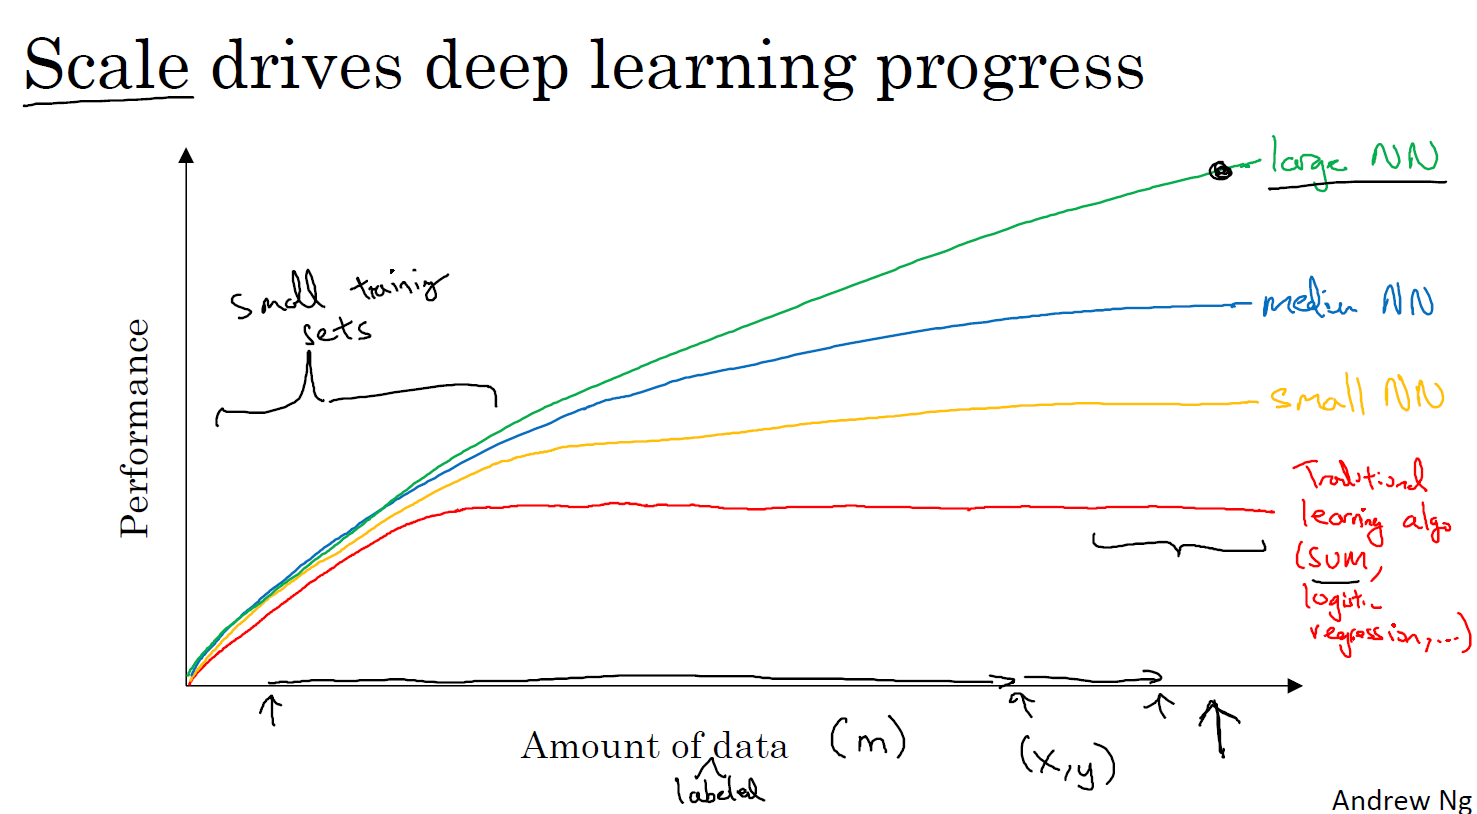 Scale drives deep learning progress
large NN
small training
sets
medium NN
Performance
small NN
Traditional
learning algo
(SVM,
logistic
regression,...)
Amount of data (m)
labeled
(x,y)
Andrew Ng